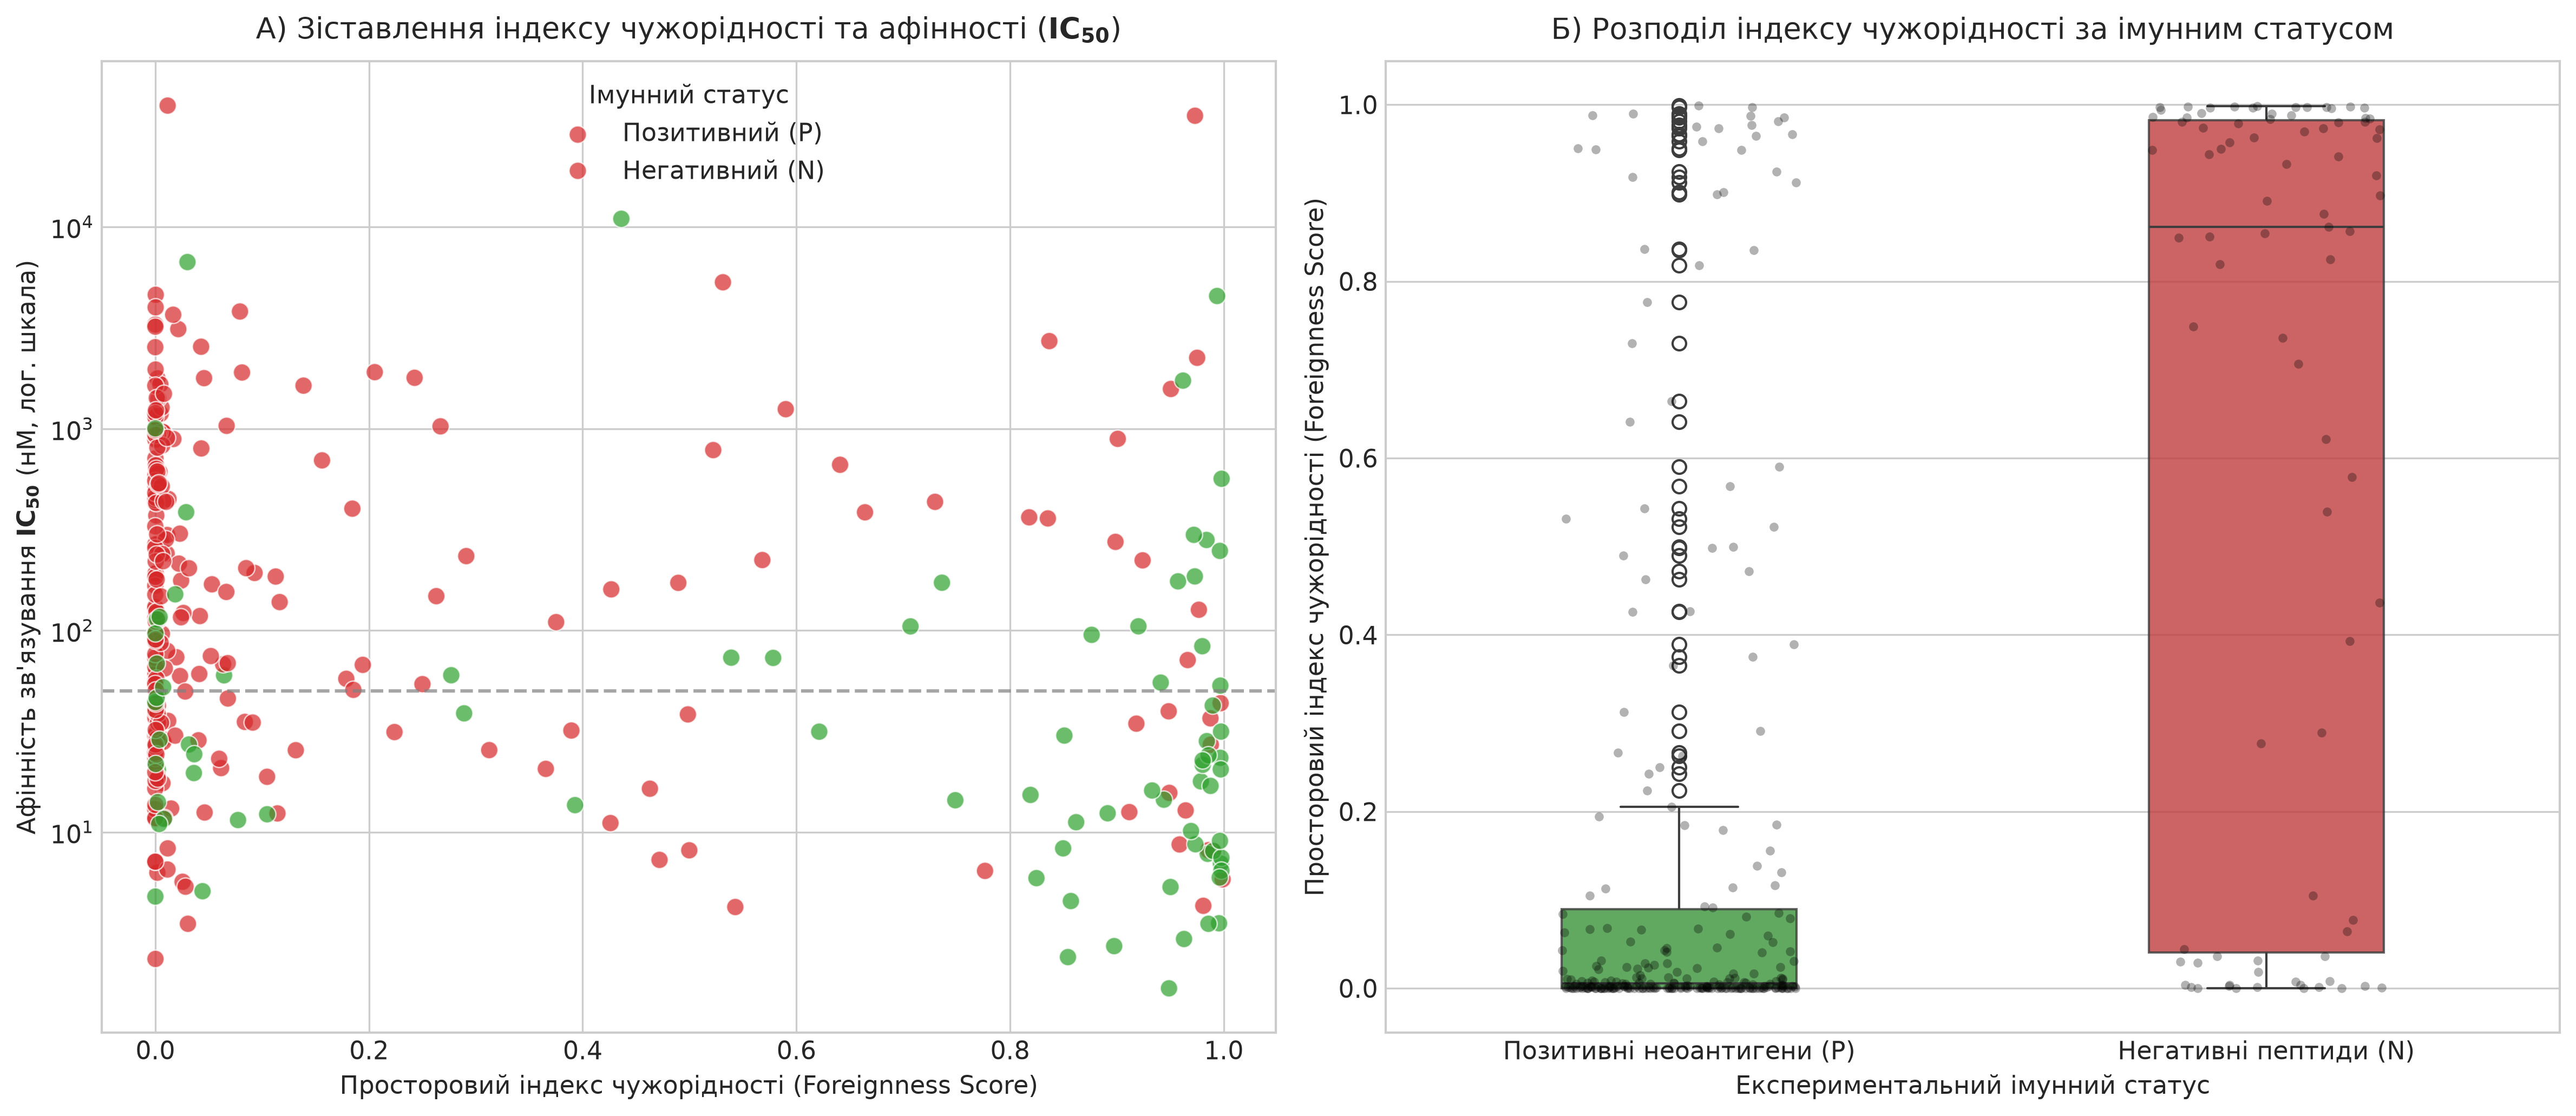 А) Зіставлення індексу чужорідності та афінності (IC₅₀)
Імунний статус
Позитивний (P)
Негативний (N)
10⁴
10³
10²
10¹
Афінність зв'язування IC₅₀ (нМ, лог. шкала)
0.0 0.2 0.4 0.6 0.8 1.0
Просторовий індекс чужорідності (Foreignness Score)
Б) Розподіл індексу чужорідності за імунним статусом
1.0
0.8
0.6
0.4
0.2
0.0
Просторовий індекс чужорідності (Foreignness Score)
Позитивні неоантигени (P) Негативні пептиди (N)
Експериментальний імунний статус